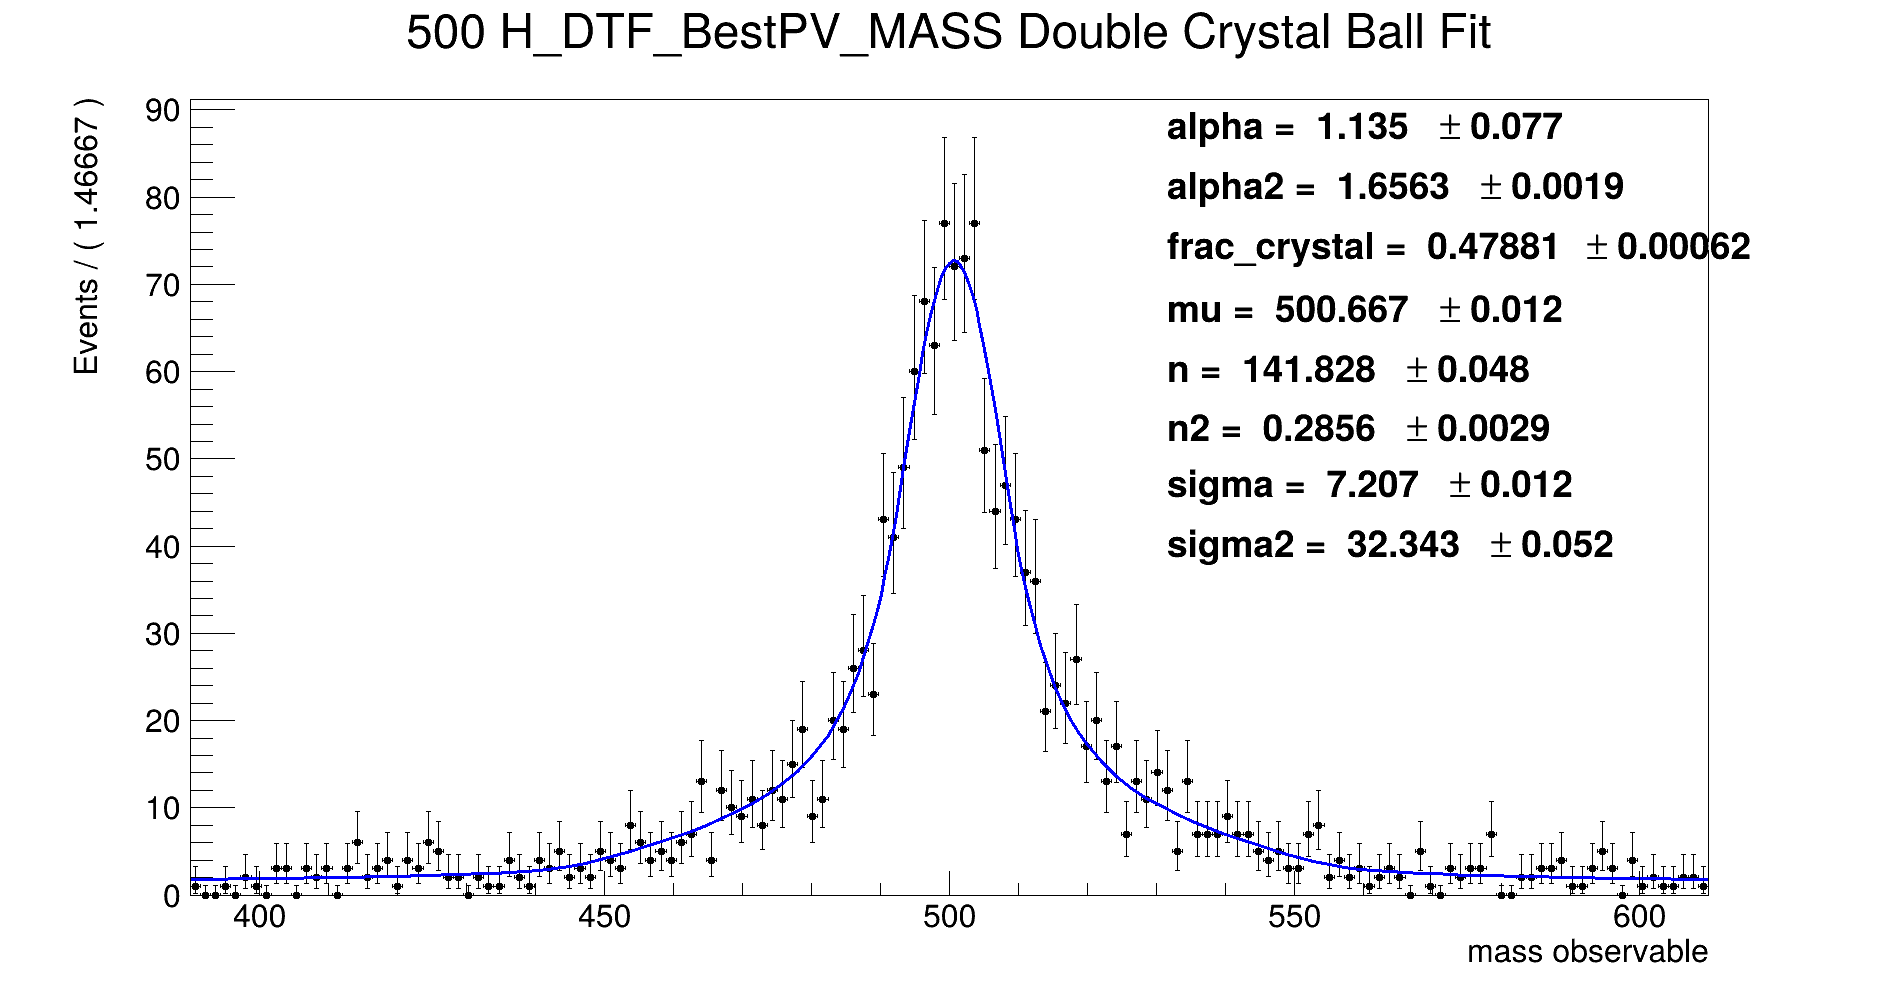 500 H_DTF_BestPV_MASS Double Crystal Ball Fit
Events / ( 1.46667 )
90
80
70
60
50
40
30
20
10
0
alpha = 1.135 ± 0.077
alpha2 = 1.6563 ± 0.0019
frac_crystal = 0.47881 ± 0.00062
mu = 500.667 ± 0.012
n = 141.828 ± 0.048
n2 = 0.2856 ± 0.0029
sigma = 7.207 ± 0.012
sigma2 = 32.343 ± 0.052
400 450 500 550 600
mass observable